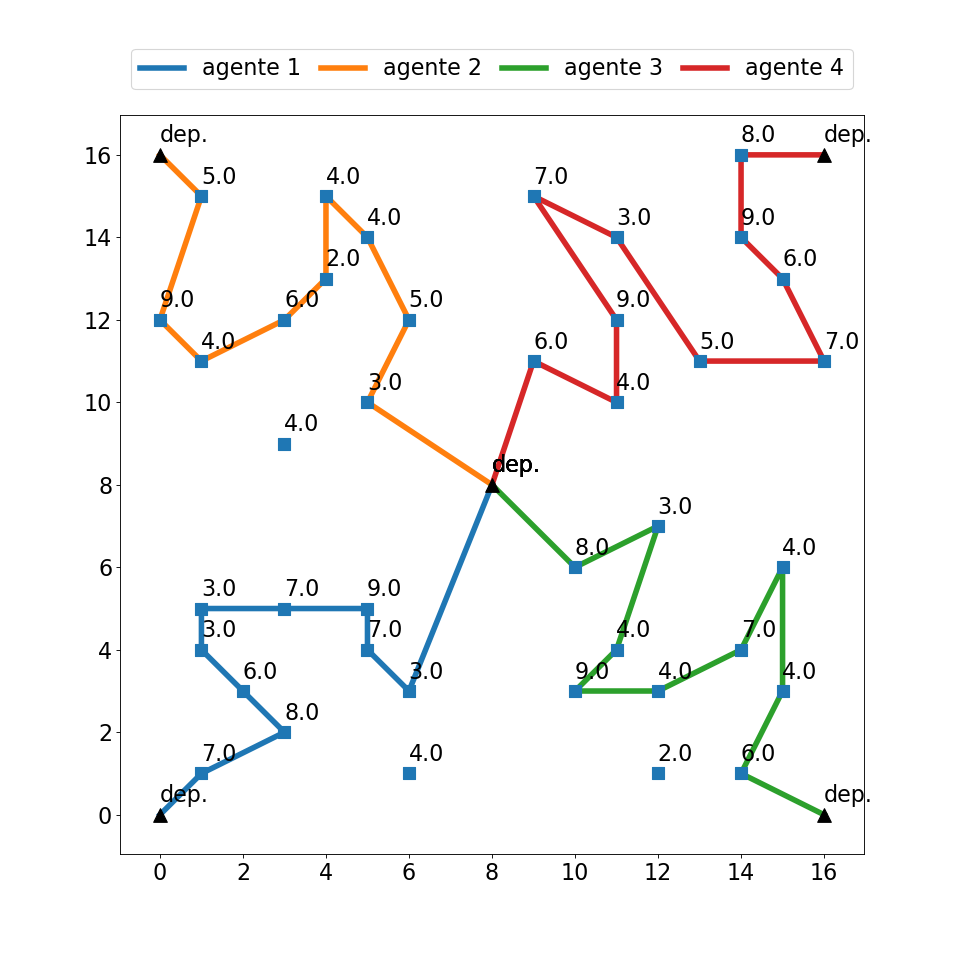 agente 1 agente 2 agente 3 agente 4
dep. 8.0 dep.
16
5.0 4.0 7.0
4.0 3.0 9.0
14
2.0 6.0
9.0 6.0 5.0 9.0
12
4.0 6.0 5.0 7.0
3.0 4.0
10
4.0
dep. dep.
8
3.0
8.0 4.0
6
3.0 7.0 9.0
3.0 7.0 4.0 7.0
4
6.0 3.0 9.0 4.0 4.0
8.0
2
7.0 4.0 2.0 6.0
dep. dep.
0
0 2 4 6 8 10 12 14 16